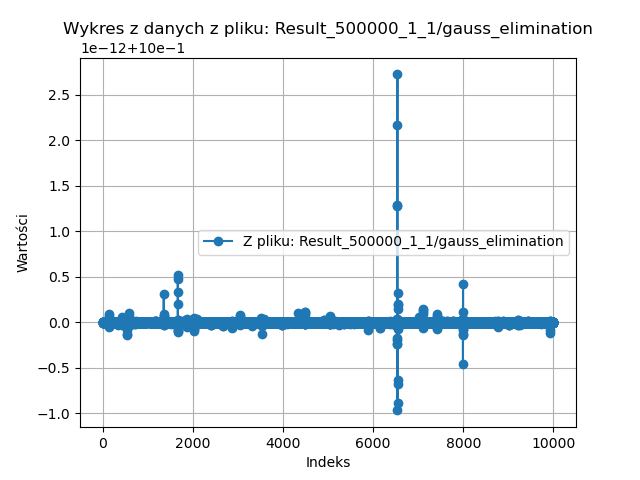 Wykres z danych z pliku: Result_500000_1_1/gauss_elimination
1e−12+10e−1
2.5
2.0
1.5
1.0
0.5
0.0
−0.5
−1.0
Wartości
Z pliku: Result_500000_1_1/gauss_elimination
0 2000 4000 6000 8000 10000
Indeks